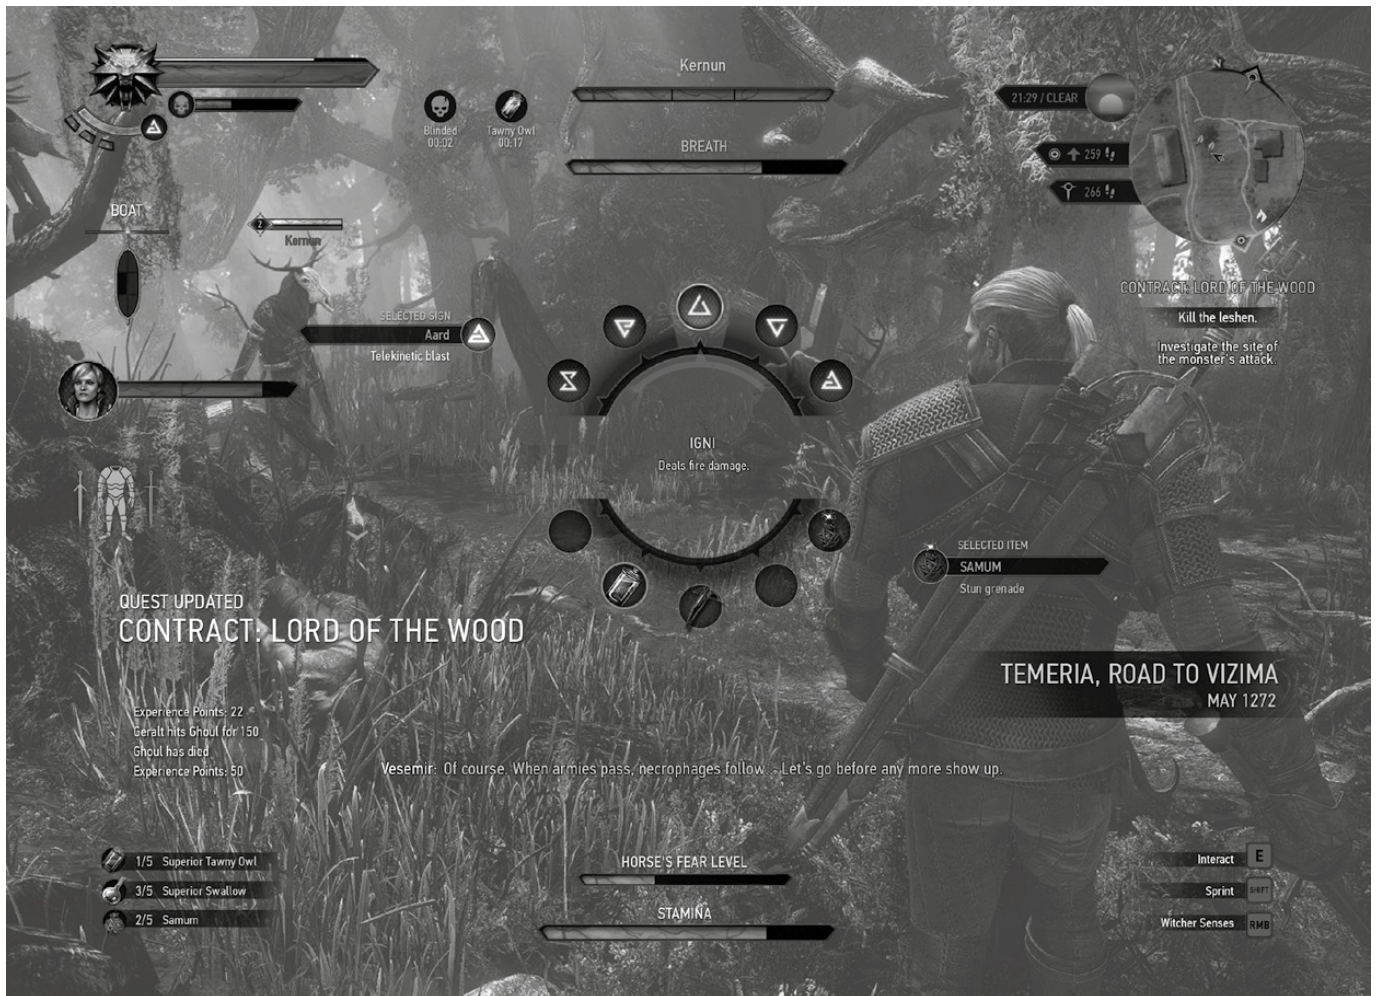 Kernun
21:29 / CLEAR
Blinded
00:02
Tawny Owl
00:17
BREATH
259
266
BOAT
2
Kernun
CONTRACT: LORD OF THE WOOD
Kill the leshen.
Investigate the site of
the monster's attack.
SELECTED SIGN
Aard
Telekinetic blast
IGNI
Deals fire damage.
SELECTED ITEM
SAMUM
Stun grenade
QUEST UPDATED
CONTRACT: LORD OF THE WOOD
TEMERIA, ROAD TO VIZIMA
MAY 1272
Experience Points: 22
Geralt hits Ghoul for 150
Ghoul has died
Experience Points: 50
Vesemir: Of course. When armies pass, necrophages follow. - Let's go before any more show up.
1/5 Superior Tawny Owl
3/5 Superior Swallow
2/5 Samum
HORSE'S FEAR LEVEL
STAMINA
Interact E
Sprint SHIFT
Witcher Senses RMB